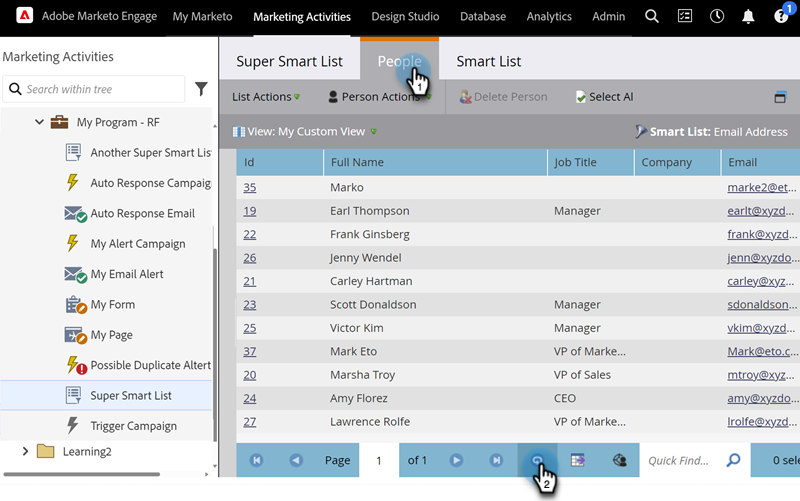 Adobe Marketo Engage My Marketo Marketing Activities Design Studio Database Analytics Admin 1
Marketing Activities
Search within tree
My Program - RF
Another Super Smart Lis
Auto Response Campaig
Auto Response Email
My Alert Campaign
My Email Alert
My Form
My Page
Possible Duplicate Altert
Super Smart List
Trigger Campaign
Learning2
Super Smart List People Smart List
1
List Actions Person Actions Delete Person Select Al
View: My Custom View Smart List: Email Address
Id Full Name Job Title Company Email
35 Marko marke2@et...
19 Earl Thompson Manager earlt@xyzd...
22 Frank Ginsberg frank@xyzd...
26 Jenny Wendel jenn@xyzdo...
21 Carley Hartman carley@xyz...
23 Scott Donaldson Manager sdonaldson...
25 Victor Kim Manager vkim@xyzd...
37 Mark Eto VP of Marke... Mark@eto.c...
20 Marsha Troy VP of Sales mtroy@xyz...
24 Amy Florez CEO amy@xyzdo...
27 Lawrence Rolfe VP of Marke... lrolfe@xyz...
Page 1 of 1 Quick Find... 0 sele
2